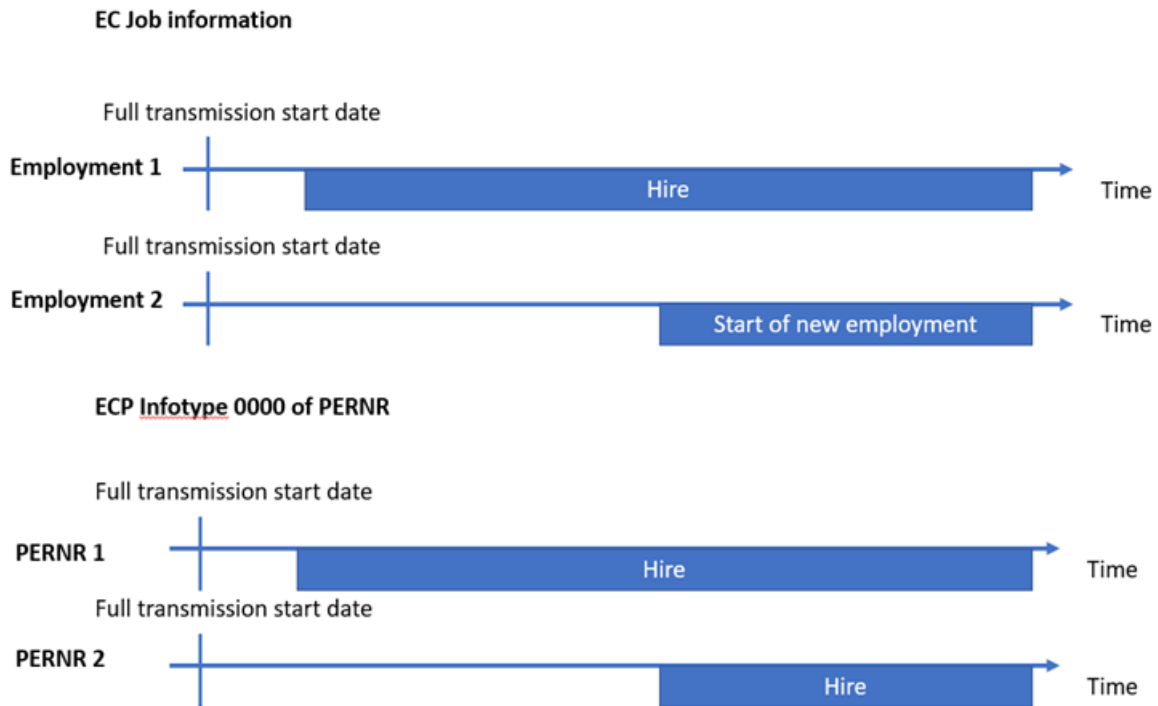 EC Job information
Full transmission start date
Employment 1
Hire
Time
Full transmission start date
Employment 2
Start of new employment
Time
ECP Infotype 0000 of PERNR
Full transmission start date
PERNR 1
Hire
Time
Full transmission start date
PERNR 2
Hire
Time